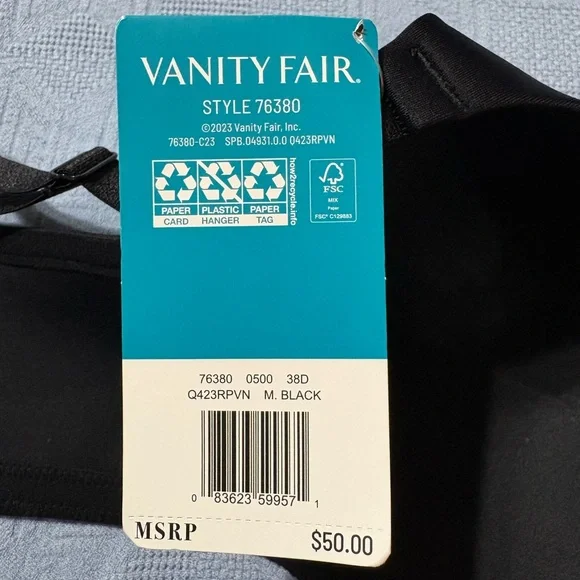 VANITY FAIR.
STYLE 76380
©2023 Vanity Fair, Inc.
76380-C23 SPB.04931.0.0 Q423RPVN
PAPER PLASTIC PAPER
CARD HANGER TAG
how2recycle.info
FSC
MIX
Paper
FSC® C129883
76380 0500 38D
Q423RPVN M. BLACK
0 83623 59957 1
MSRP $50.00